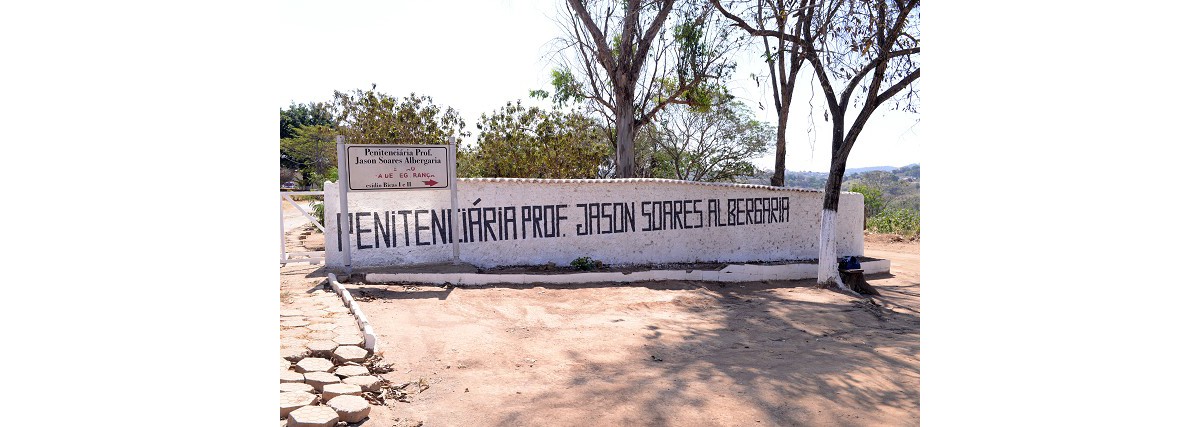 Penitenciária Prof.
Jason Soares Albergaria
PENITENCIÁRIA PROF. JASON SOARES ALBERGARIA